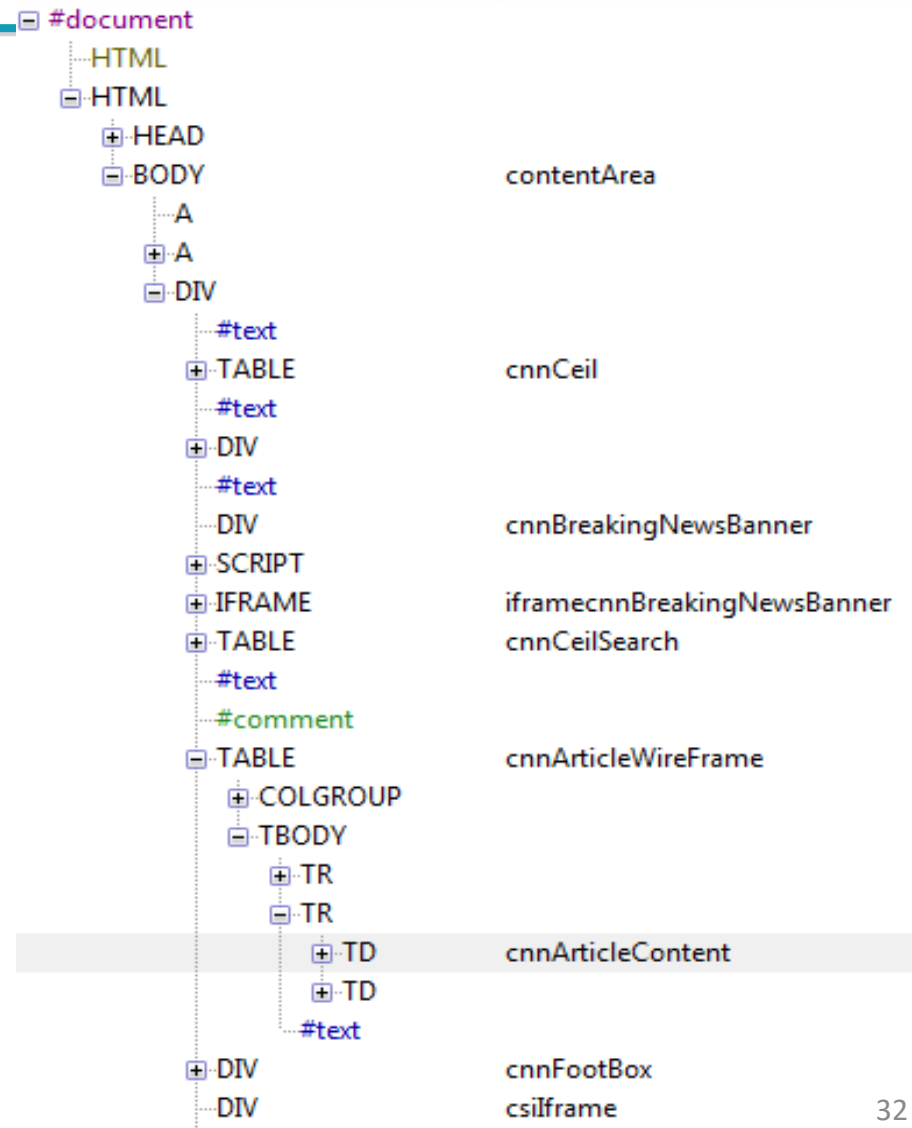 #document
HTML
HTML
HEAD
BODY contentArea
A
A
DIV
#text
TABLE cnnCeil
#text
DIV
#text
DIV cnnBreakingNewsBanner
SCRIPT
IFRAME iframecnnBreakingNewsBanner
TABLE cnnCeilSearch
#text
#comment
TABLE cnnArticleWireFrame
COLGROUP
TBODY
TR
TR
TD cnnArticleContent
TD
#text
DIV cnnFootBox
DIV csiIframe
32